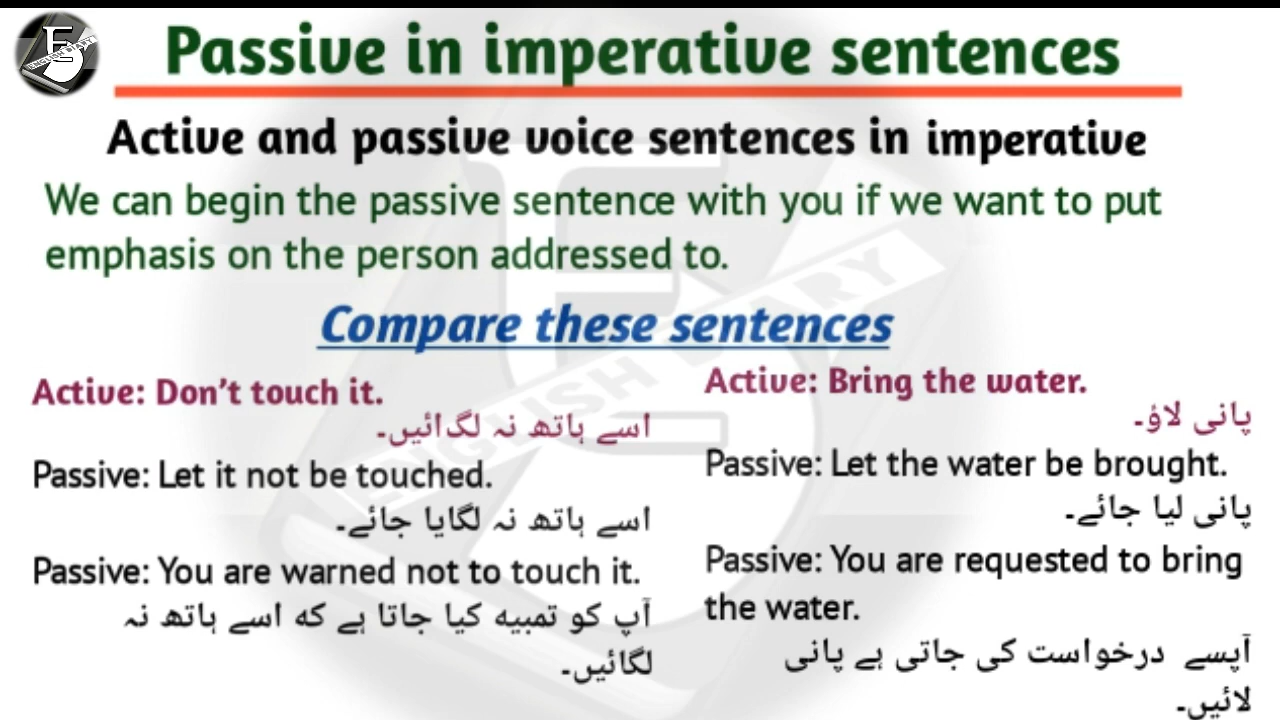 Passive in imperative sentences
Active and passive voice sentences in imperative
We can begin the passive sentence with you if we want to put
emphasis on the person addressed to.
Compare these sentences
Active: Don't touch it.
اسے ہاتھ نہ لگائیں۔
Passive: Let it not be touched.
اسے ہاتھ نہ لگایا جائے۔
Passive: You are warned not to touch it.
آپ کو تمبیہ کیا جاتا ہے کہ اسے ہاتھ نہ
لگائیں۔
Active: Bring the water.
پانی لاؤ۔
Passive: Let the water be brought.
پانی لیا جائے۔
Passive: You are requested to bring
the water.
آپسے درخواست کی جاتی ہے پانی
لائیں۔
E
ENGLISH DIARY